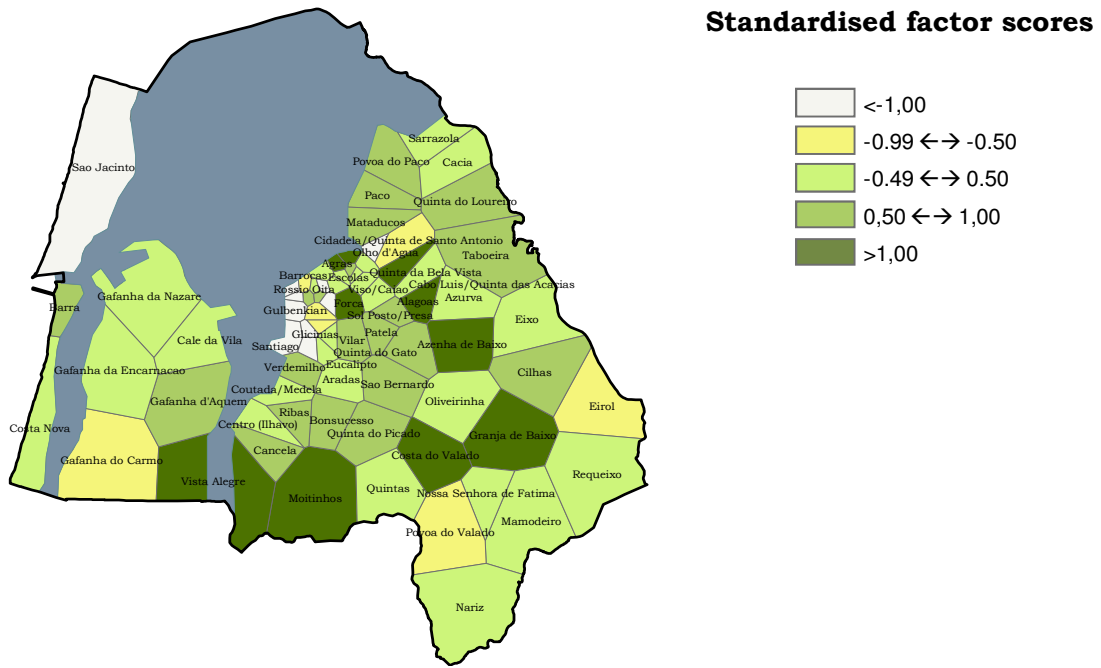 Standardised factor scores
<-1,00
-0.99 ←→ -0.50
-0.49 ←→ 0.50
0,50 ←→ 1,00
>1,00
Sarrazola
Povoa do Paco
Cacia
Sao Jacinto
Paco
Quinta do Loureiro
Mataducos
Cidadela/Quinta de Santo Antonio
Olho d'Agua
Taboeira
Agras
Barrocas
Escolas
Quinta da Bela Vista
Cabo Luis/Quinta das Acacias
Rossio
Oita
Viso/Caiao
Gafanha da Nazare
Azurva
Barra
Forca
Alagoas
Gulbenkian
Sol Posto/Presa
Eixo
Glicinias
Patela
Cale da Vila
Vilar
Santiago
Azenha de Baixo
Quinta do Gato
Verdemilho
Eucalipto
Gafanha da Encarnacao
Cilhas
Aradas
Sao Bernardo
Coutada/Medela
Gafanha d'Aquem
Oliveirinha
Eirol
Ribas
Bonsucesso
Costa Nova
Centro (Ilhavo)
Quinta do Picado
Granja de Baixo
Cancela
Costa do Valado
Gafanha do Carmo
Requeixo
Vista Alegre
Quintas
Moitinhos
Nossa Senhora de Fatima
Mamodeiro
Povoa do Valado
Nariz